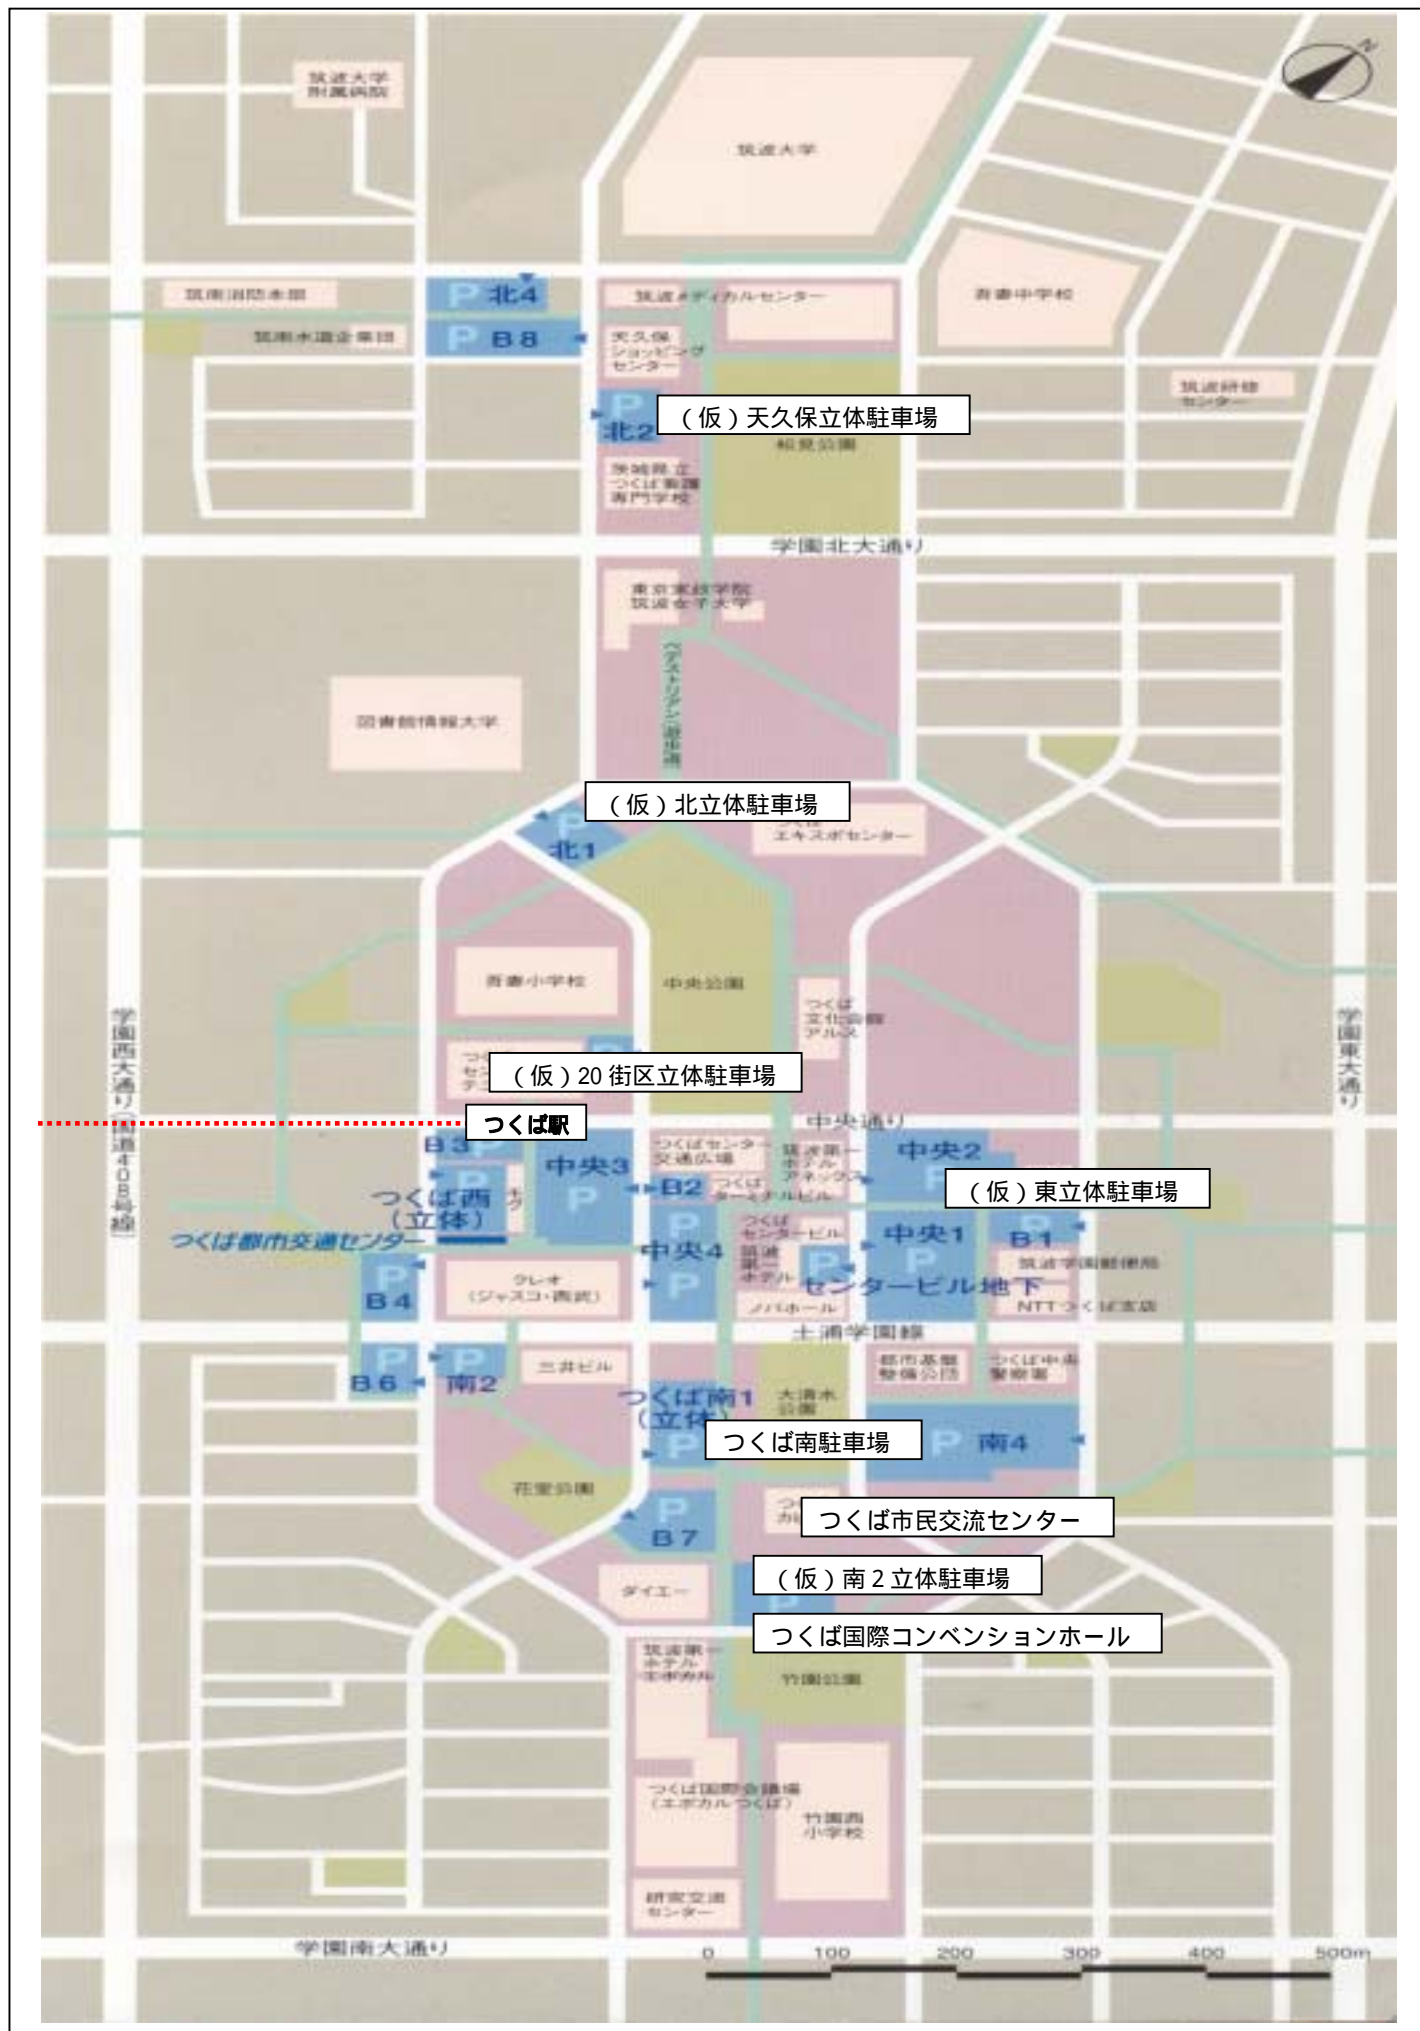 N
筑波大学
附属病院
筑波大学
筑南消防本部
P 北4
筑波メディカルセンター
吾妻中学校
筑南水道企業団
P B8
天久保
ショッピング
センター
筑波研修
センター
P
北2
（仮）天久保立体駐車場
松見公園
茨城県立
つくば看護
専門学校
学園北大通り
東京家政学院
筑波女子大学
ペデストリアン(遊歩道)
図書館情報大学
（仮）北立体駐車場
P
北1
エキスポセンター
吾妻小学校
中央公園
つくば
文化会館
アルス
学園西大通り(国道408号線)
学園東大通り
（仮）20 街区立体駐車場
つくば駅
中央通り
B3
P
中央3
P
つくばセンター
交通広場
筑波第一
ホテル
アネックス
中央2
P
つくば西
（立体）
B2
つくば
ターミナルビル
（仮）東立体駐車場
つくば都市交通センター
P
中央4
P
つくば
センタービル
筑波
第一
ホテル
P
中央1
P
P
B1
筑波学園郵便局
P
B4
クレオ
（ジャスコ・西武）
センタービル地下
ノバホール
NTTつくば支店
土浦学園線
P
B6
P
南2
三井ビル
つくば南1
（立体）
P
大清水
公園
都市基盤
整備公団
つくば中央
警察署
つくば南駐車場
P 南4
花室公園
P
B7
つくば市民交流センター
ダイエー
（仮）南２立体駐車場
P
つくば国際コンベンションホール
筑波第一
ホテル
エポカル
竹園公園
つくば国際会議場
（エポカルつくば）
竹園西
小学校
研究交流
センター
学園南大通り
0 100 200 300 400 500m